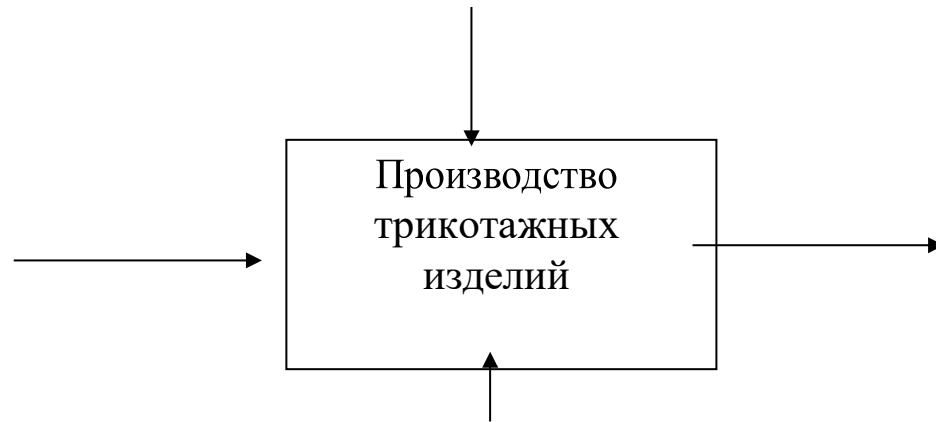 Производство
трикотажных
изделий